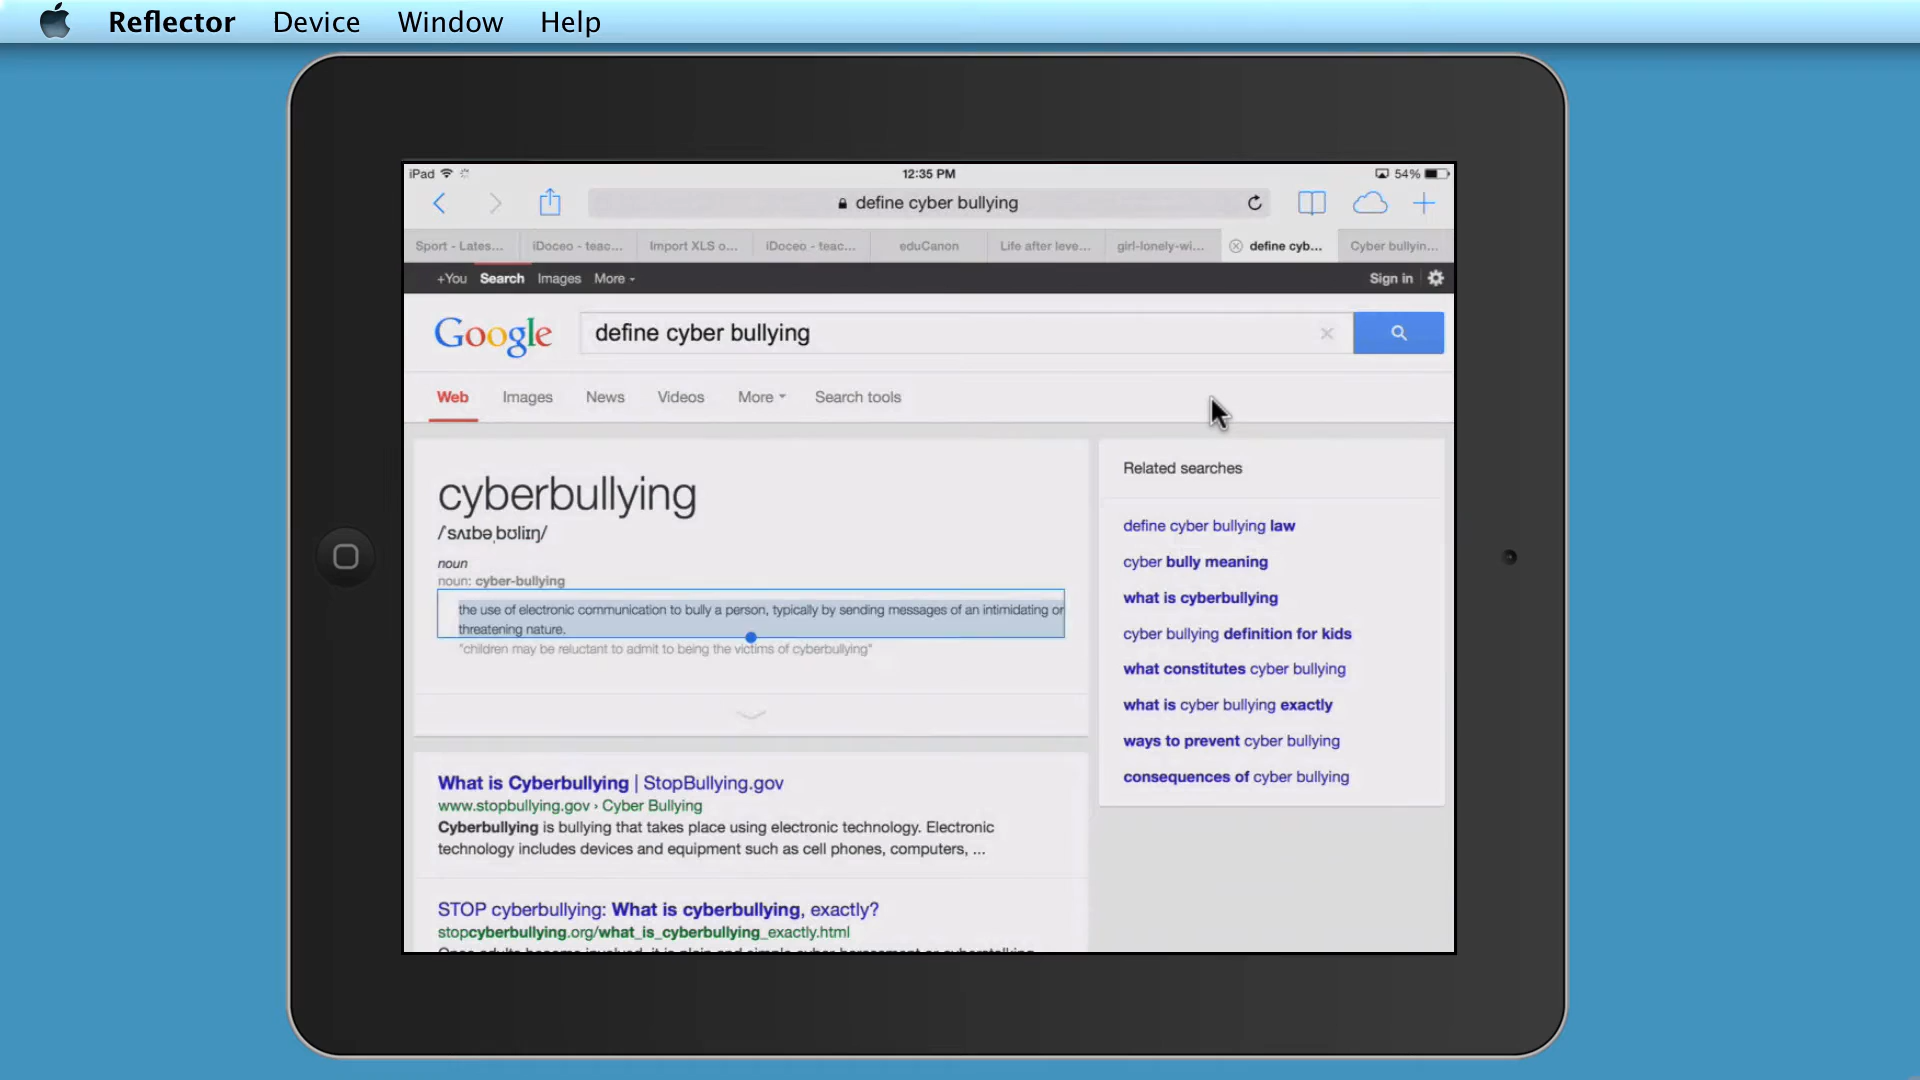 Reflector Device Window Help
iPad 12:35 PM 54%
define cyber bullying
Sport - Lates... iDoceo - teac... Import XLS o... iDoceo - teac... eduCanon Life after leve... girl-lonely-wi... define cyb... Cyber bullyin...
+You Search Images More Sign in
Google define cyber bullying
Web Images News Videos More Search tools
cyberbullying
/ˈsʌɪbəˌbʊliɪŋ/
noun
noun: cyber-bullying
the use of electronic communication to bully a person, typically by sending messages of an intimidating or
threatening nature.
"children may be reluctant to admit to being the victims of cyberbullying"
What is Cyberbullying | StopBullying.gov
www.stopbullying.gov › Cyber Bullying
Cyberbullying is bullying that takes place using electronic technology. Electronic
technology includes devices and equipment such as cell phones, computers, ...
STOP cyberbullying: What is cyberbullying, exactly?
stopcyberbullying.org/what_is_cyberbullying_exactly.html
Related searches
define cyber bullying law
cyber bully meaning
what is cyberbullying
cyber bullying definition for kids
what constitutes cyber bullying
what is cyber bullying exactly
ways to prevent cyber bullying
consequences of cyber bullying